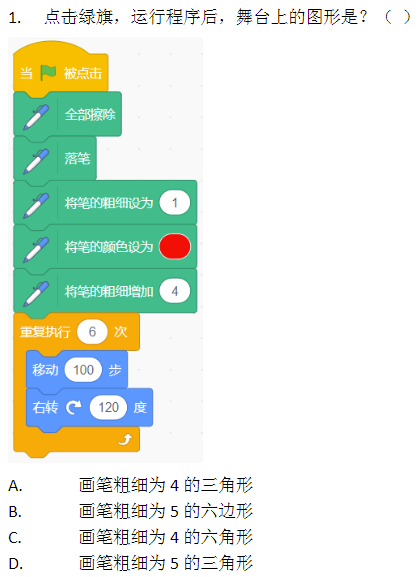 1. 点击绿旗，运行程序后，舞台上的图形是？（ ）
当 被点击
全部擦除
落笔
将笔的粗细设为 1
将笔的颜色设为
将笔的粗细增加 4
重复执行 6 次
移动 100 步
右转 120 度
A. 画笔粗细为 4 的三角形
B. 画笔粗细为 5 的六边形
C. 画笔粗细为 4 的六角形
D. 画笔粗细为 5 的三角形